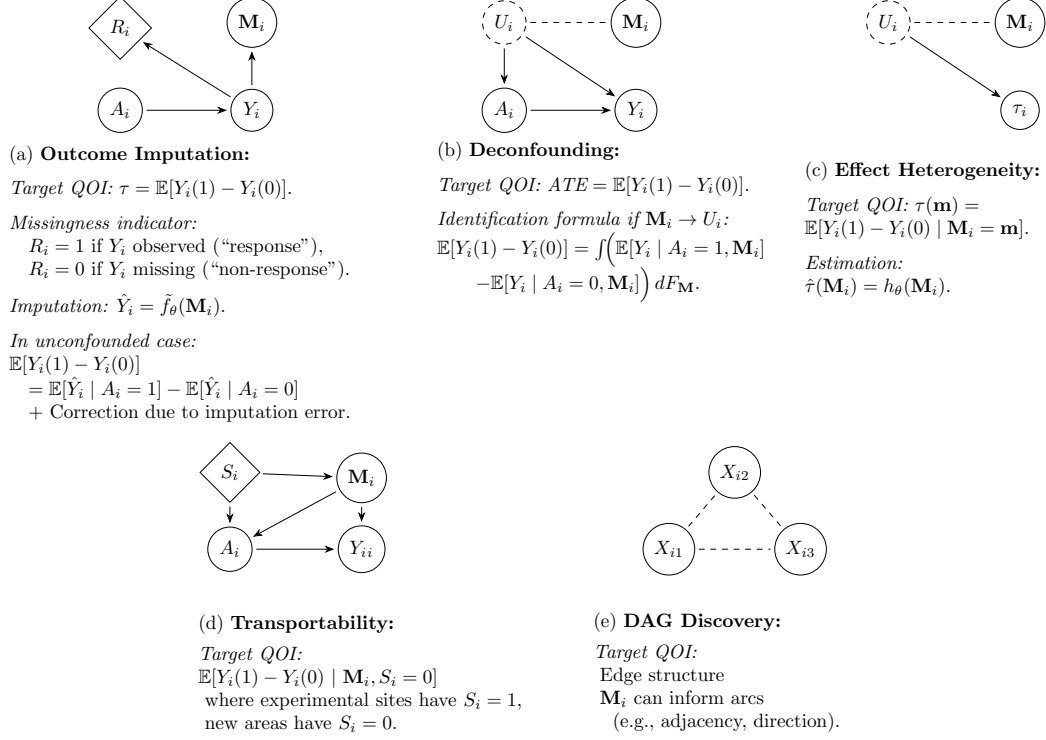 R_i
M_i
A_i
Y_i
(a) Outcome Imputation:
Target QOI: τ = 𝔼[Y_i(1) − Y_i(0)].
Missingness indicator:
R_i = 1 if Y_i observed (“response”),
R_i = 0 if Y_i missing (“non-response”).
Imputation: Ŷ_i = f̃_θ(M_i).
In unconfounded case:
𝔼[Y_i(1) − Y_i(0)]
= 𝔼[Ŷ_i | A_i = 1] − 𝔼[Ŷ_i | A_i = 0]
+ Correction due to imputation error.
U_i
M_i
A_i
Y_i
(b) Deconfounding:
Target QOI: ATE = 𝔼[Y_i(1) − Y_i(0)].
Identification formula if M_i → U_i:
𝔼[Y_i(1) − Y_i(0)] = ∫(𝔼[Y_i | A_i = 1, M_i]
−𝔼[Y_i | A_i = 0, M_i]) dF_M.
U_i
M_i
τ_i
(c) Effect Heterogeneity:
Target QOI: τ(m) =
𝔼[Y_i(1) − Y_i(0) | M_i = m].
Estimation:
τ̂(M_i) = h_θ(M_i).
S_i
M_i
A_i
Y_ii
(d) Transportability:
Target QOI:
𝔼[Y_i(1) − Y_i(0) | M_i, S_i = 0]
where experimental sites have S_i = 1,
new areas have S_i = 0.
X_i2
X_i1
X_i3
(e) DAG Discovery:
Target QOI:
Edge structure
M_i can inform arcs
(e.g., adjacency, direction).